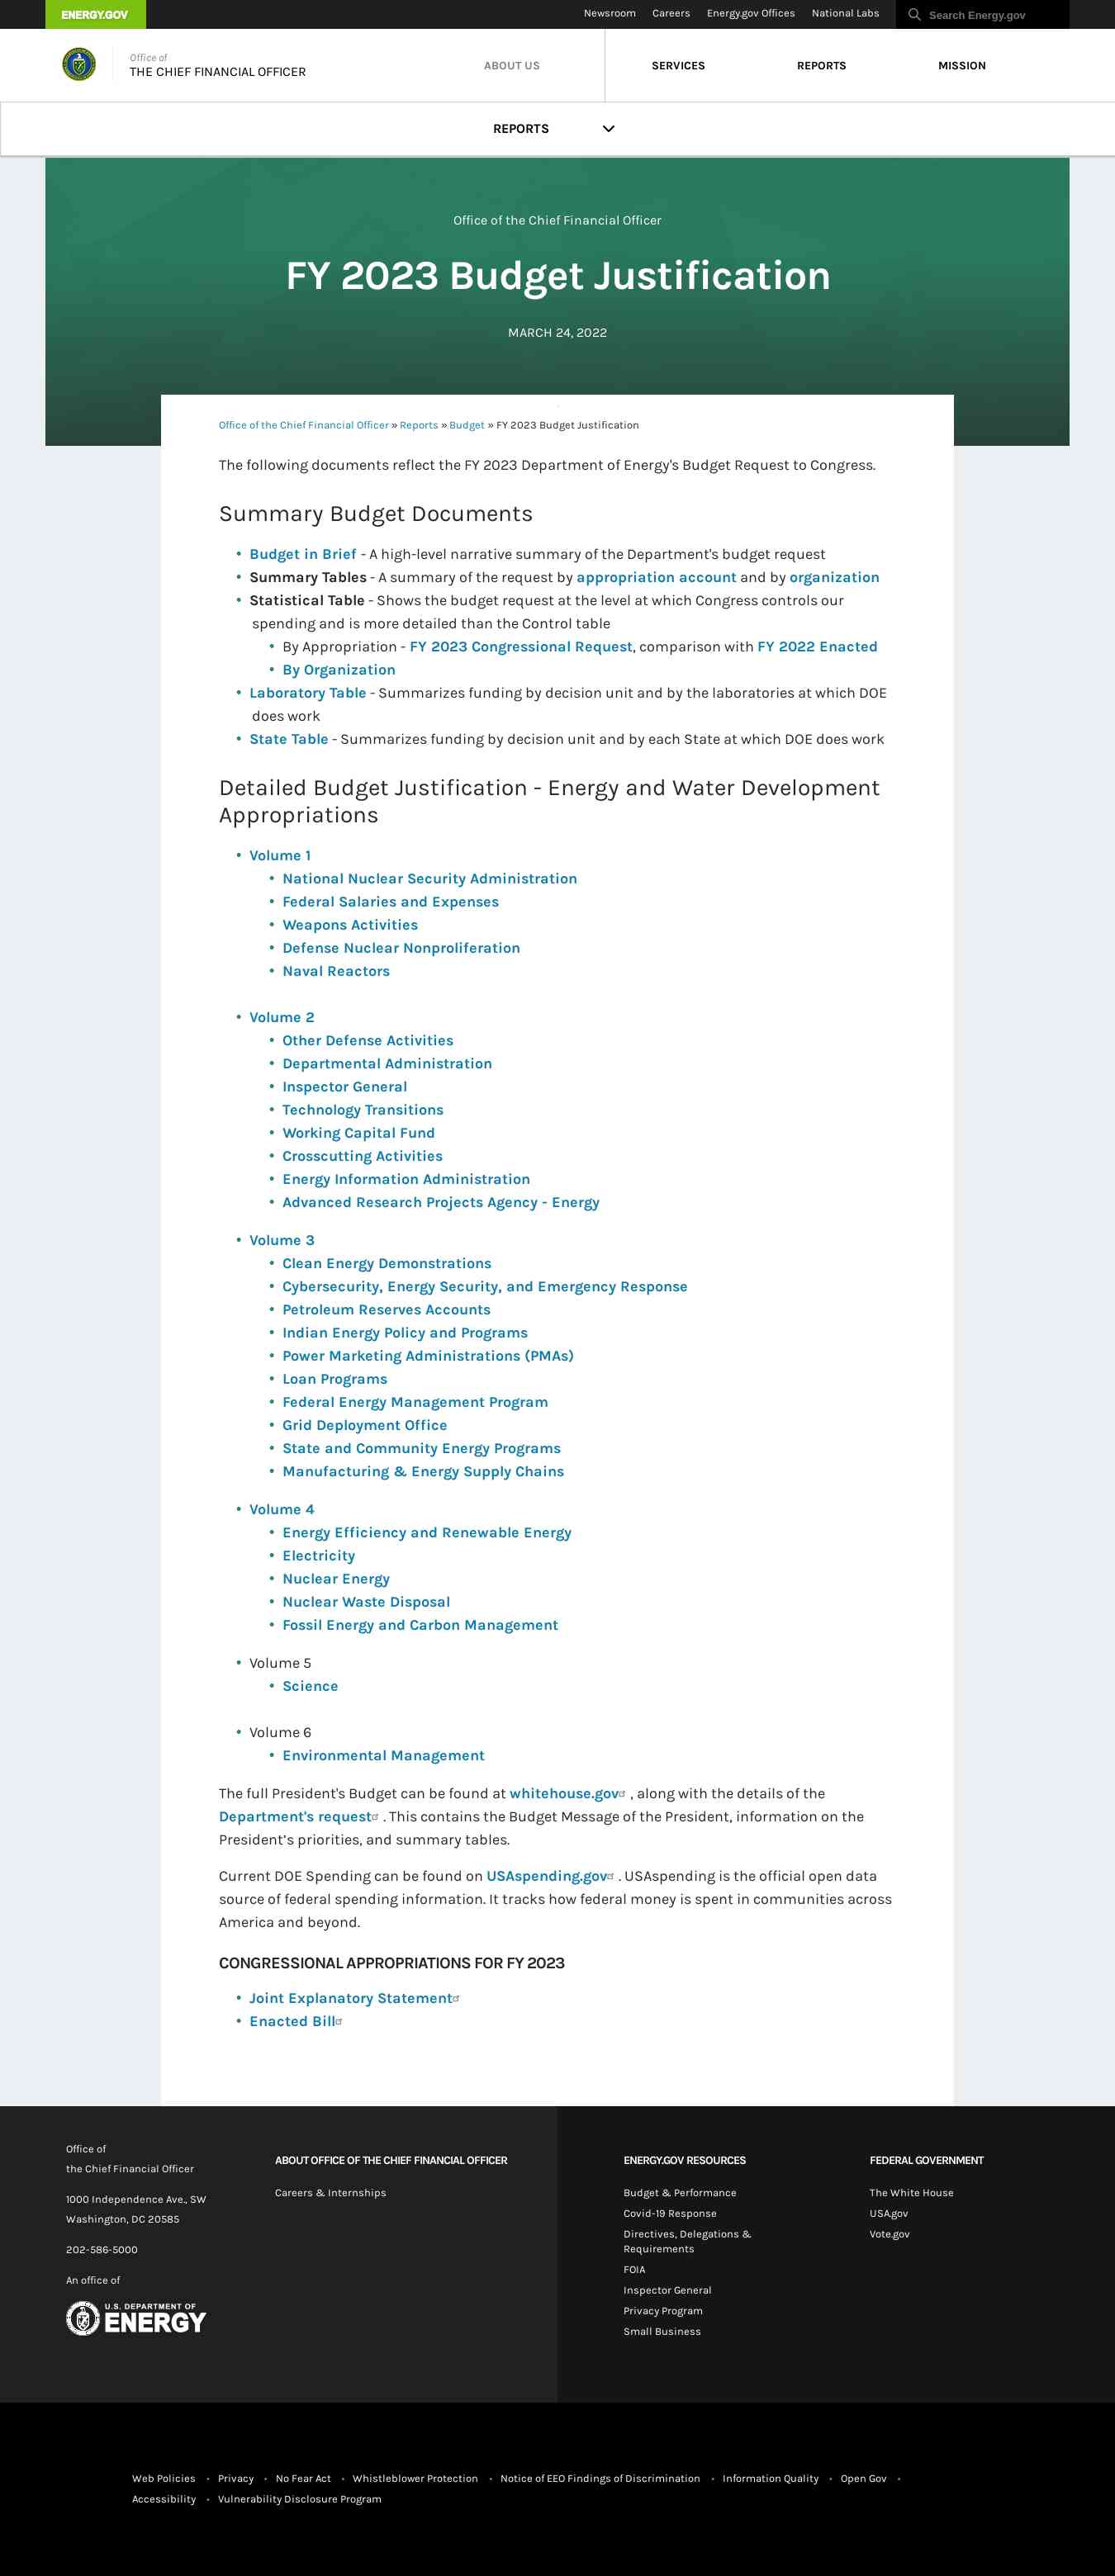 ENERGY.GOV
Newsroom Careers Energy.gov Offices National Labs Search Energy.gov
Office of
THE CHIEF FINANCIAL OFFICER
ABOUT US SERVICES REPORTS MISSION
REPORTS
Office of the Chief Financial Officer
FY 2023 Budget Justification
MARCH 24, 2022
Office of the Chief Financial Officer » Reports » Budget » FY 2023 Budget Justification
The following documents reflect the FY 2023 Department of Energy's Budget Request to Congress.
Summary Budget Documents
• Budget in Brief - A high-level narrative summary of the Department's budget request
• Summary Tables - A summary of the request by appropriation account and by organization
• Statistical Table - Shows the budget request at the level at which Congress controls our
spending and is more detailed than the Control table
• By Appropriation - FY 2023 Congressional Request, comparison with FY 2022 Enacted
• By Organization
• Laboratory Table - Summarizes funding by decision unit and by the laboratories at which DOE
does work
• State Table - Summarizes funding by decision unit and by each State at which DOE does work
Detailed Budget Justification - Energy and Water Development
Appropriations
• Volume 1
• National Nuclear Security Administration
• Federal Salaries and Expenses
• Weapons Activities
• Defense Nuclear Nonproliferation
• Naval Reactors
• Volume 2
• Other Defense Activities
• Departmental Administration
• Inspector General
• Technology Transitions
• Working Capital Fund
• Crosscutting Activities
• Energy Information Administration
• Advanced Research Projects Agency - Energy
• Volume 3
• Clean Energy Demonstrations
• Cybersecurity, Energy Security, and Emergency Response
• Petroleum Reserves Accounts
• Indian Energy Policy and Programs
• Power Marketing Administrations (PMAs)
• Loan Programs
• Federal Energy Management Program
• Grid Deployment Office
• State and Community Energy Programs
• Manufacturing & Energy Supply Chains
• Volume 4
• Energy Efficiency and Renewable Energy
• Electricity
• Nuclear Energy
• Nuclear Waste Disposal
• Fossil Energy and Carbon Management
• Volume 5
• Science
• Volume 6
• Environmental Management
The full President's Budget can be found at whitehouse.gov , along with the details of the
Department's request . This contains the Budget Message of the President, information on the
President’s priorities, and summary tables.
Current DOE Spending can be found on USAspending.gov . USAspending is the official open data
source of federal spending information. It tracks how federal money is spent in communities across
America and beyond.
CONGRESSIONAL APPROPRIATIONS FOR FY 2023
• Joint Explanatory Statement
• Enacted Bill
Office of
the Chief Financial Officer
1000 Independence Ave., SW
Washington, DC 20585
202-586-5000
An office of
U.S. DEPARTMENT OF
ENERGY
ABOUT OFFICE OF THE CHIEF FINANCIAL OFFICER
Careers & Internships
ENERGY.GOV RESOURCES
Budget & Performance
Covid-19 Response
Directives, Delegations &
Requirements
FOIA
Inspector General
Privacy Program
Small Business
FEDERAL GOVERNMENT
The White House
USA.gov
Vote.gov
Web Policies • Privacy • No Fear Act • Whistleblower Protection • Notice of EEO Findings of Discrimination • Information Quality • Open Gov •
Accessibility • Vulnerability Disclosure Program